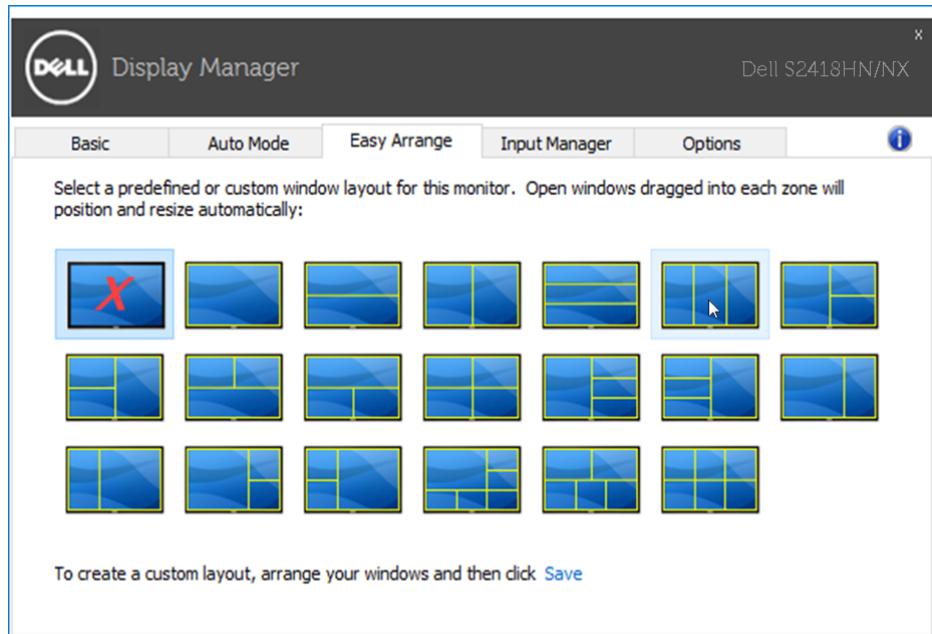 X
DELL
Display Manager
Dell S2418HN/NX
Basic
Auto Mode
Easy Arrange
Input Manager
Options
i
Select a predefined or custom window layout for this monitor. Open windows dragged into each zone will
position and resize automatically:
X
To create a custom layout, arrange your windows and then click Save